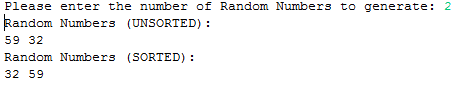 Please enter the number of Random Numbers to generate: 2
Random Numbers (UNSORTED):
59 32
Random Numbers (SORTED):
32 59